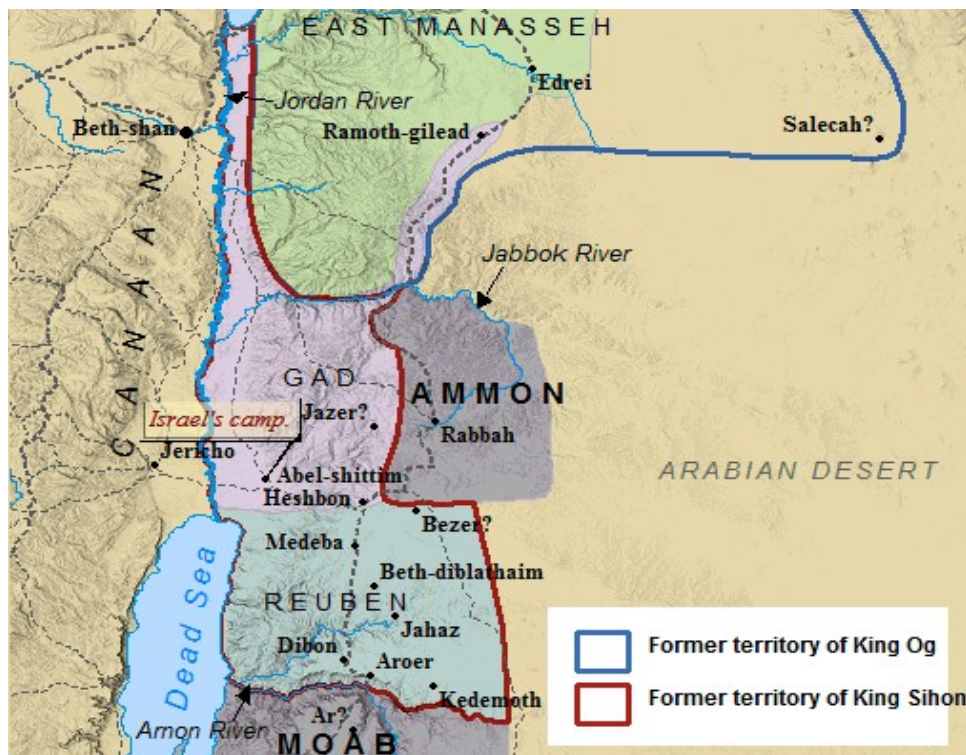 EAST MANASSEH
Edrei
Jordan River
Beth-shan
Ramoth-gilead
Salecah?
CANAAN
Jabbok River
GAD
AMMON
Israel's camp.
Jazer?
Rabbah
Jericho
ARABIAN DESERT
Abel-shittim
Heshbon
Bezer?
Medeba
Beth-diblathaim
Dead Sea
REUBEN
Jahaz
Dibon
Aroer
Kedemoth
Arnon River
Ar?
MOAB
Former territory of King Og
Former territory of King Sihon